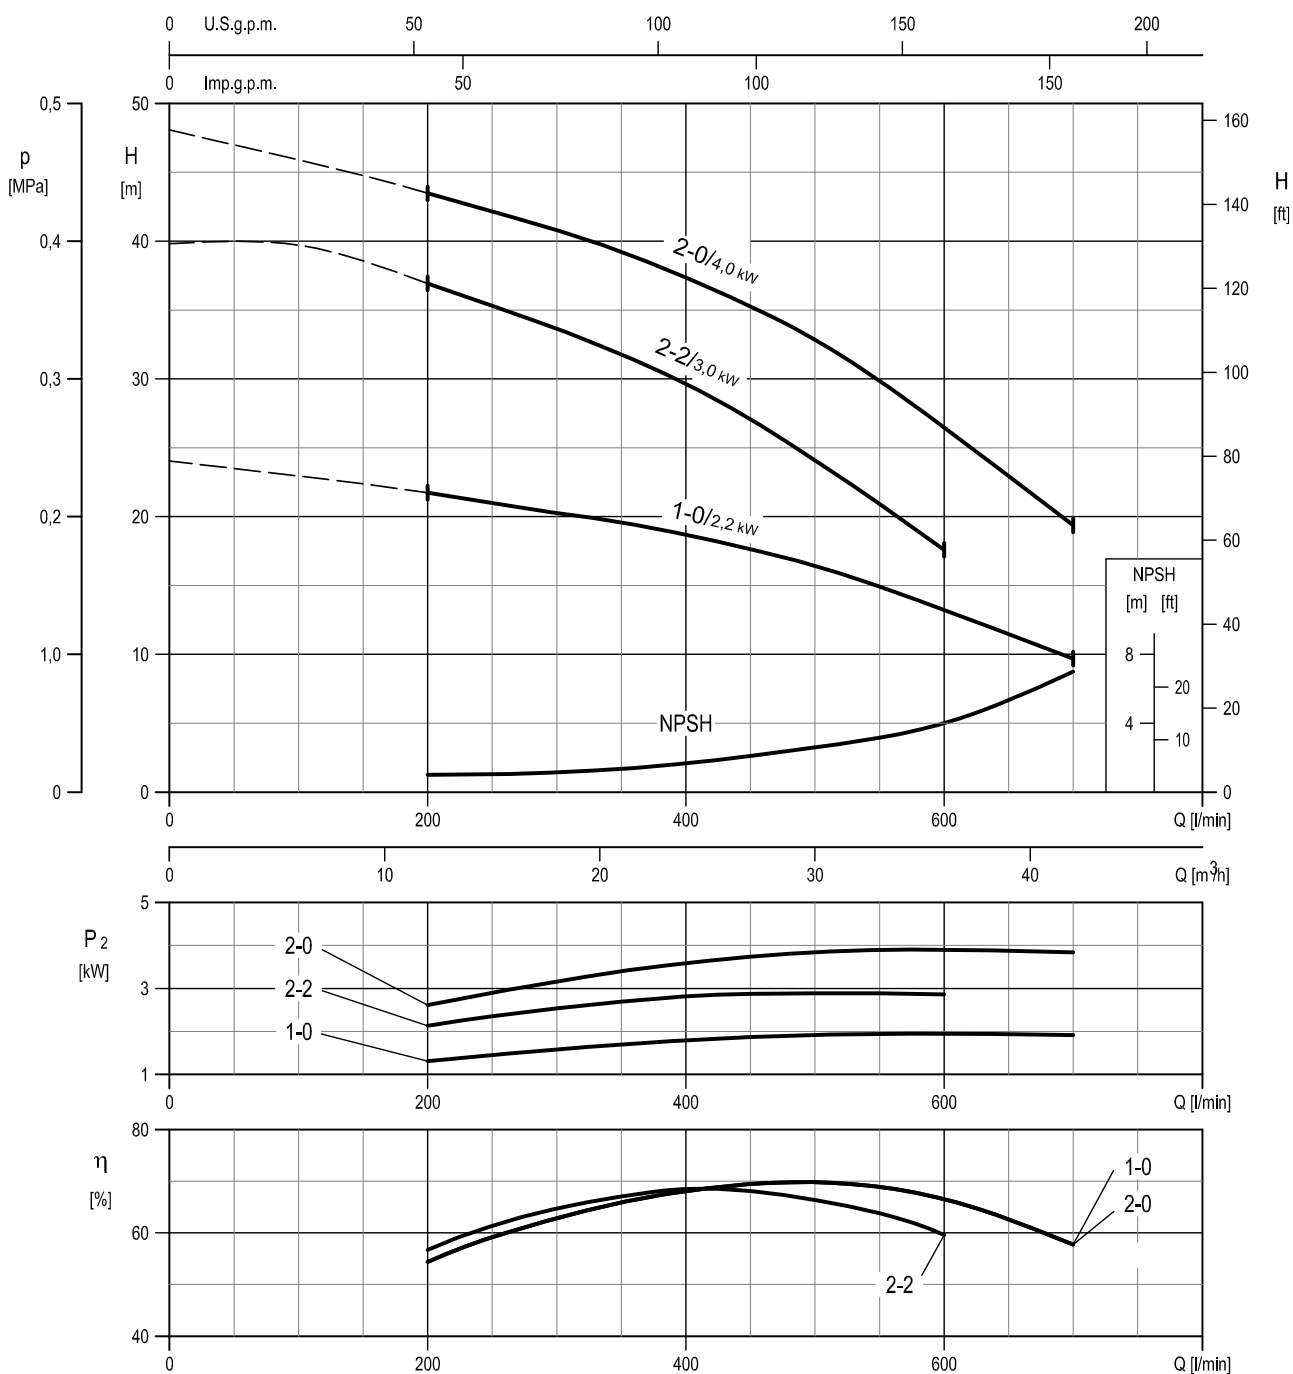 0 U.S.g.p.m. 50 100 150 200
0 Imp.g.p.m. 50 100 150
0,5 50
p H
[MPa] [m]
160
H
[ft]
140
2-0/4,0 kW
0,4 40
120
2-2/3,0 kW
0,3 30
100
80
1-0/2,2 kW
0,2 20
60
NPSH
[m] [ft]
40
1,0 10 8
20
NPSH
4
20
10
0 0 0
0 200 400 600 Q [l/min]
0 10 20 30 40 Q [m3/h]
5
P2
[kW]
2-0
3
2-2
1-0
1
0 200 400 600 Q [l/min]
80
η
[%]
1-0
2-0
60
2-2
40
0 200 400 600 Q [l/min]